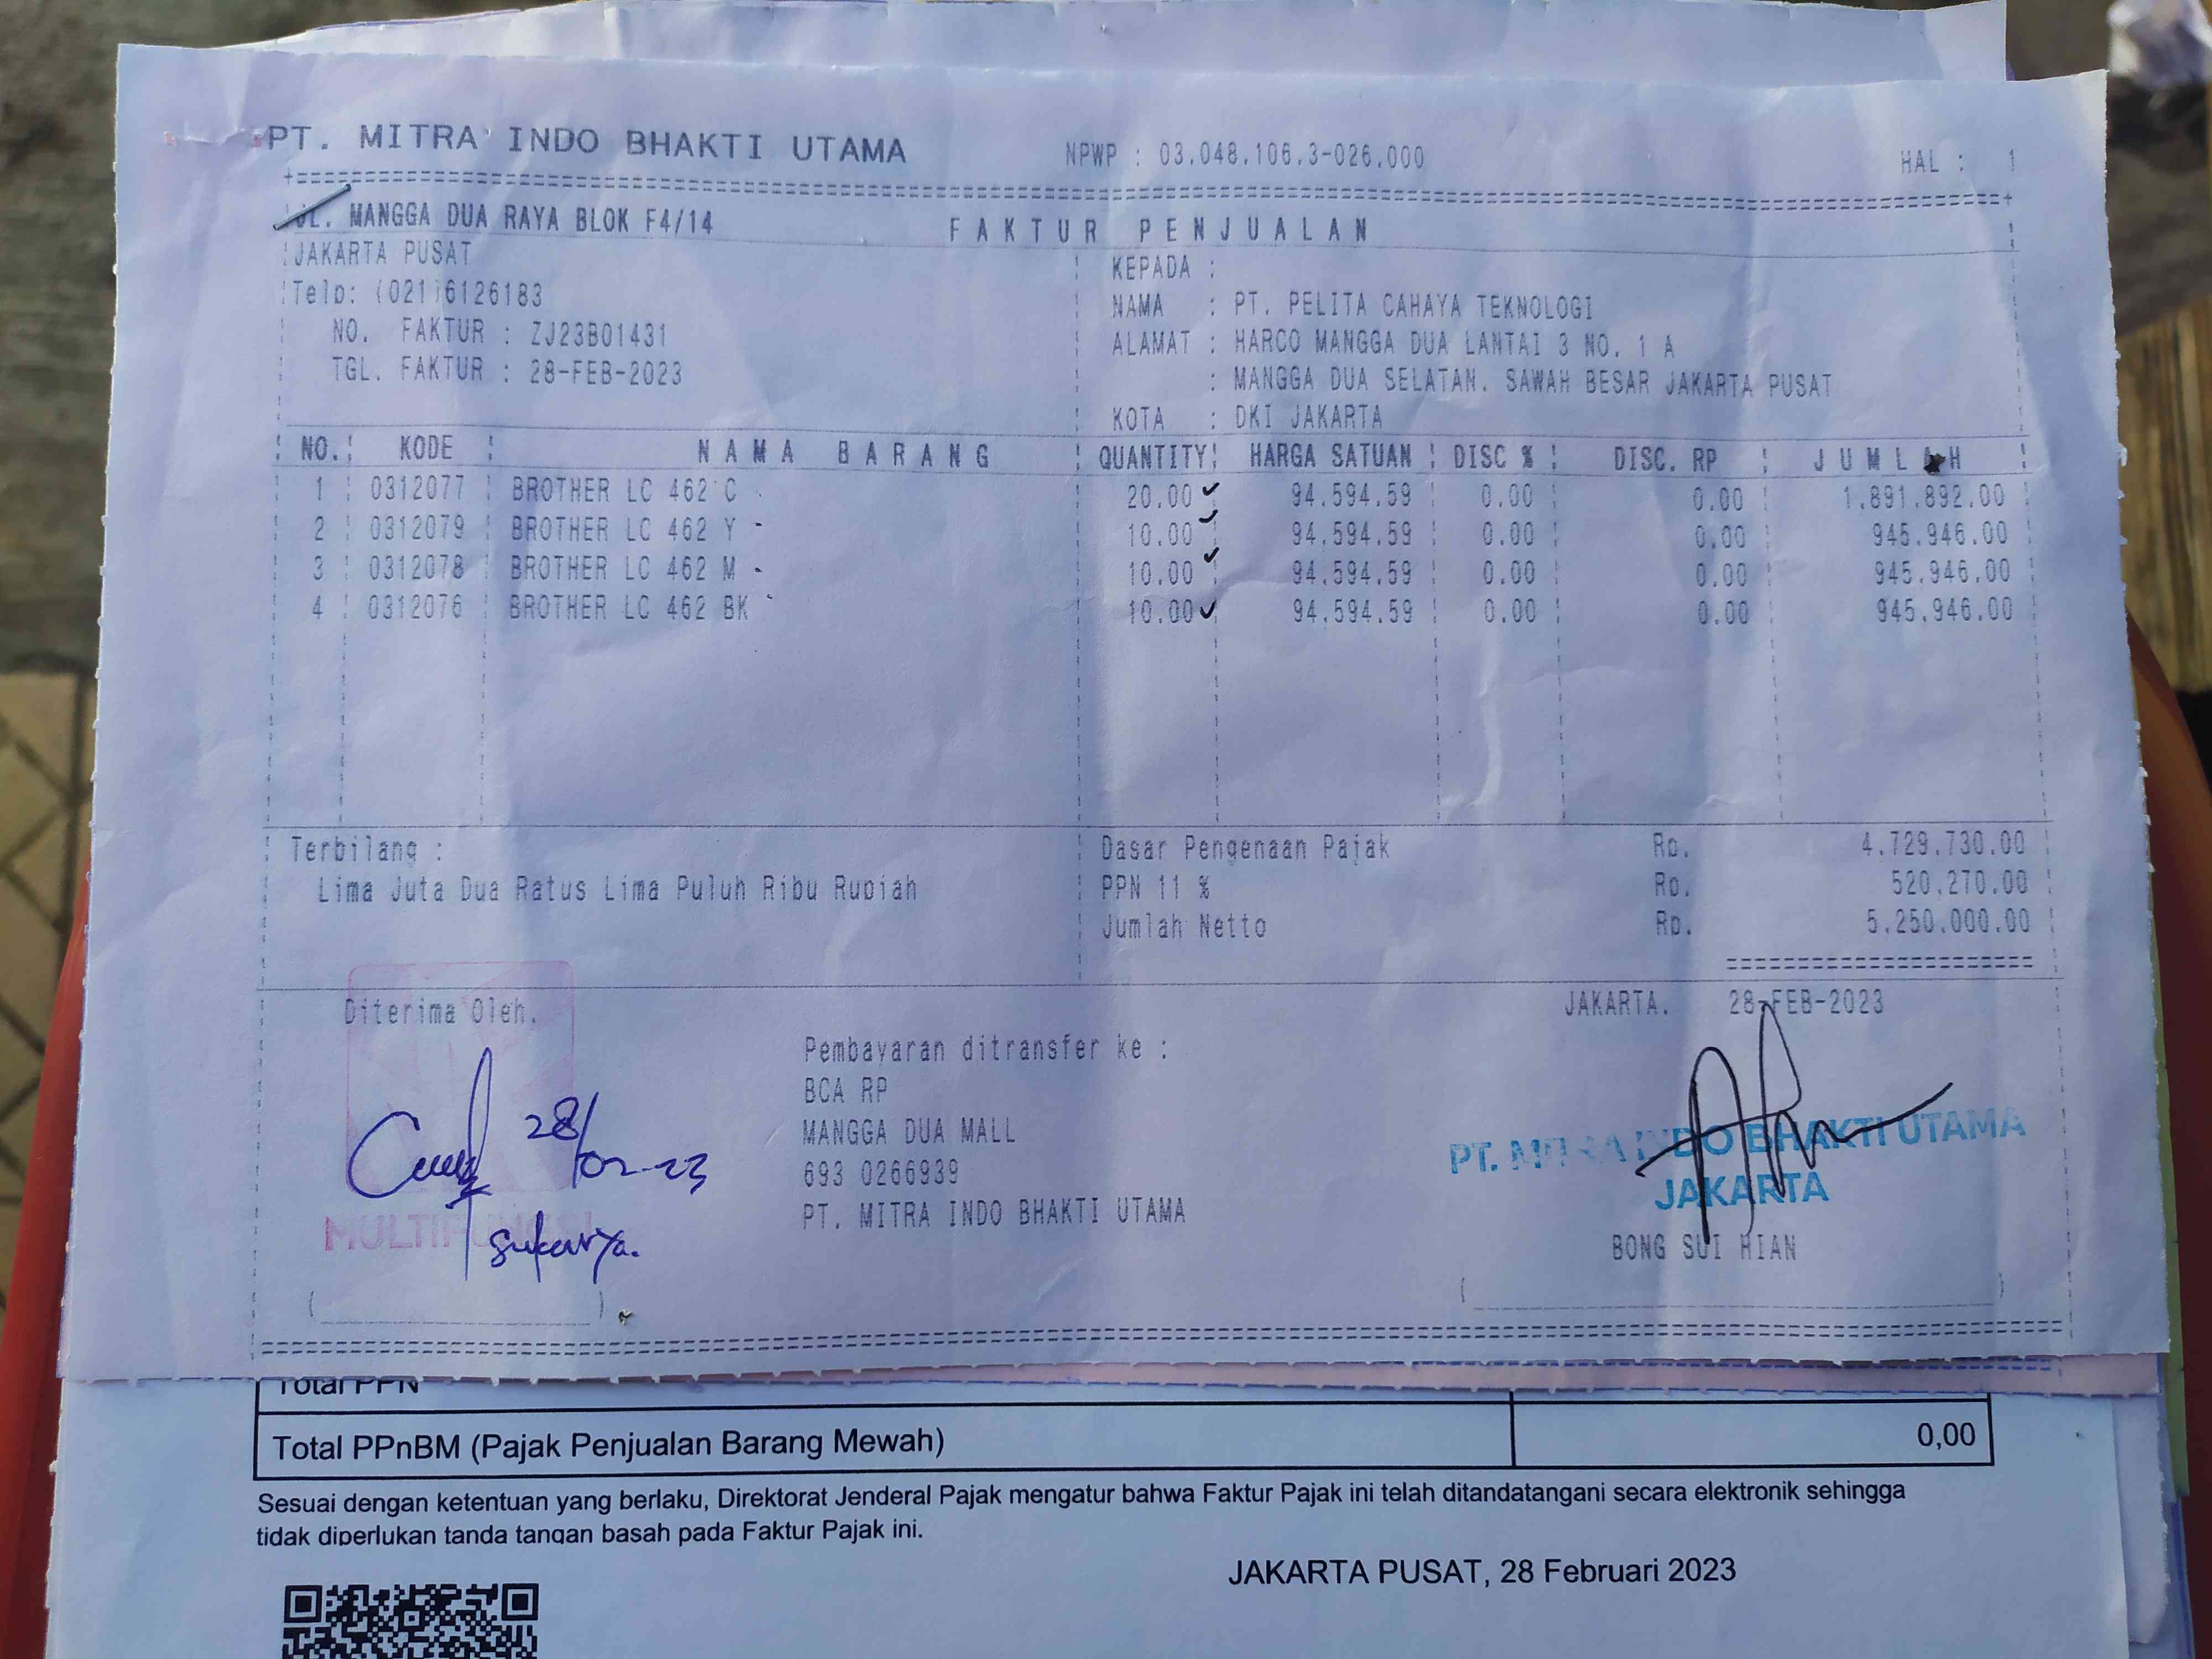 PT. MITRA INDO BHAKTI UTAMA NPWP : 03.048.106.3-026.000 HAL : 1
JL. MANGGA DUA RAYA BLOK F4/14 FAKTUR PENJUALAN
JAKARTA PUSAT KEPADA :
Telp: (021)6126183 NAMA : PT. PELITA CAHAYA TEKNOLOGI
NO. FAKTUR : ZJ23B01431 ALAMAT : HARCO MANGGA DUA LANTAI 3 NO. 1 A
TGL. FAKTUR : 28-FEB-2023 : MANGGA DUA SELATAN. SAWAH BESAR JAKARTA PUSAT
KOTA : DKI JAKARTA
NO. KODE NAMA BARANG QUANTITY HARGA SATUAN DISC % DISC. RP JUMLAH
1 0312077 BROTHER LC 462 C 20.00 94.594.59 0.00 0.00 1.891.892.00
2 0312079 BROTHER LC 462 Y 10.00 94.594.59 0.00 0.00 945.946.00
3 0312078 BROTHER LC 462 M 10.00 94.594.59 0.00 0.00 945.946.00
4 0312076 BROTHER LC 462 BK 10.00 94.594.59 0.00 0.00 945.946.00
Terbilang : Dasar Pengenaan Pajak Rp. 4.729.730.00
Lima Juta Dua Ratus Lima Puluh Ribu Rupiah PPN 11 % Rp. 520.270.00
Jumlah Netto Rp. 5.250.000.00
Diterima Oleh. JAKARTA. 28-FEB-2023
Pembayaran ditransfer ke :
BCA RP
28/02-23 MANGGA DUA MALL PT. MITRA INDO BHAKTI UTAMA
693 0266939 JAKARTA
MULTIFUNGSI PT. MITRA INDO BHAKTI UTAMA
Sukarya. BONG SUI HIAN
Total PPN
Total PPnBM (Pajak Penjualan Barang Mewah) 0,00
Sesuai dengan ketentuan yang berlaku, Direktorat Jenderal Pajak mengatur bahwa Faktur Pajak ini telah ditandatangani secara elektronik sehingga
tidak diperlukan tanda tangan basah pada Faktur Pajak ini.
JAKARTA PUSAT, 28 Februari 2023